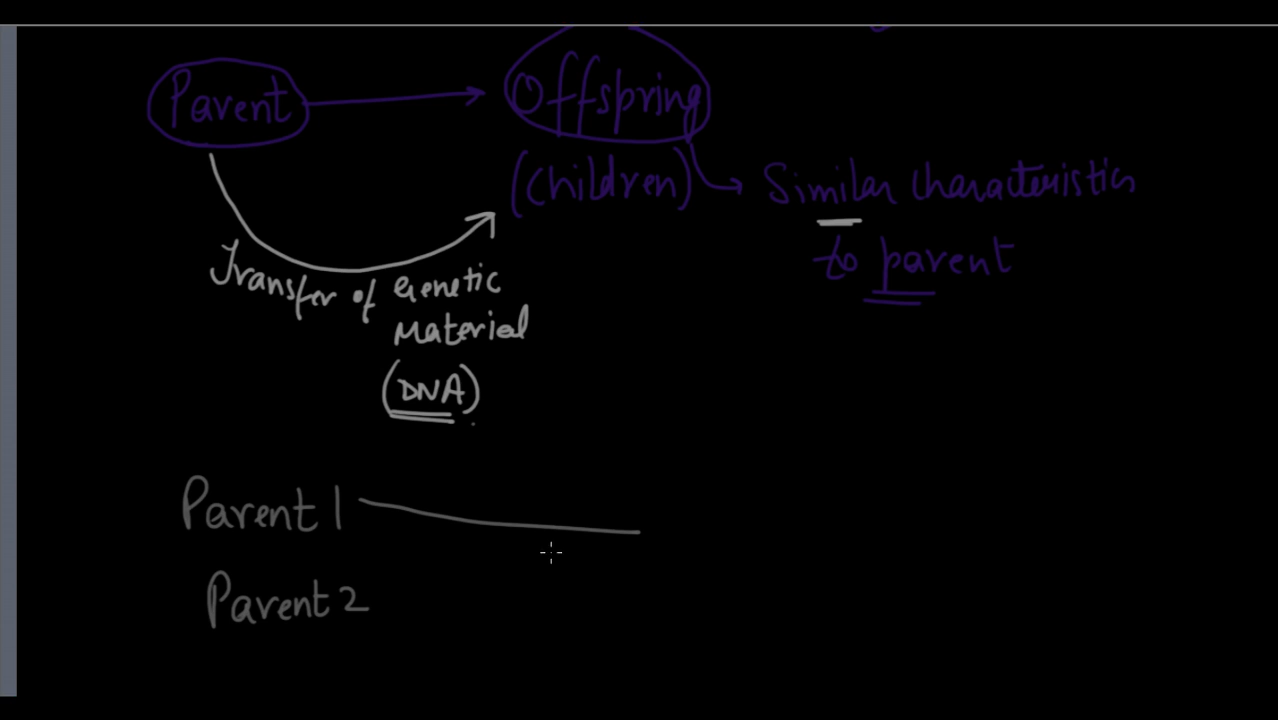 Parent
Offspring
(Children)
Similar Characteristics
to parent
Transfer of Genetic
Material
(DNA)
Parent 1
Parent 2